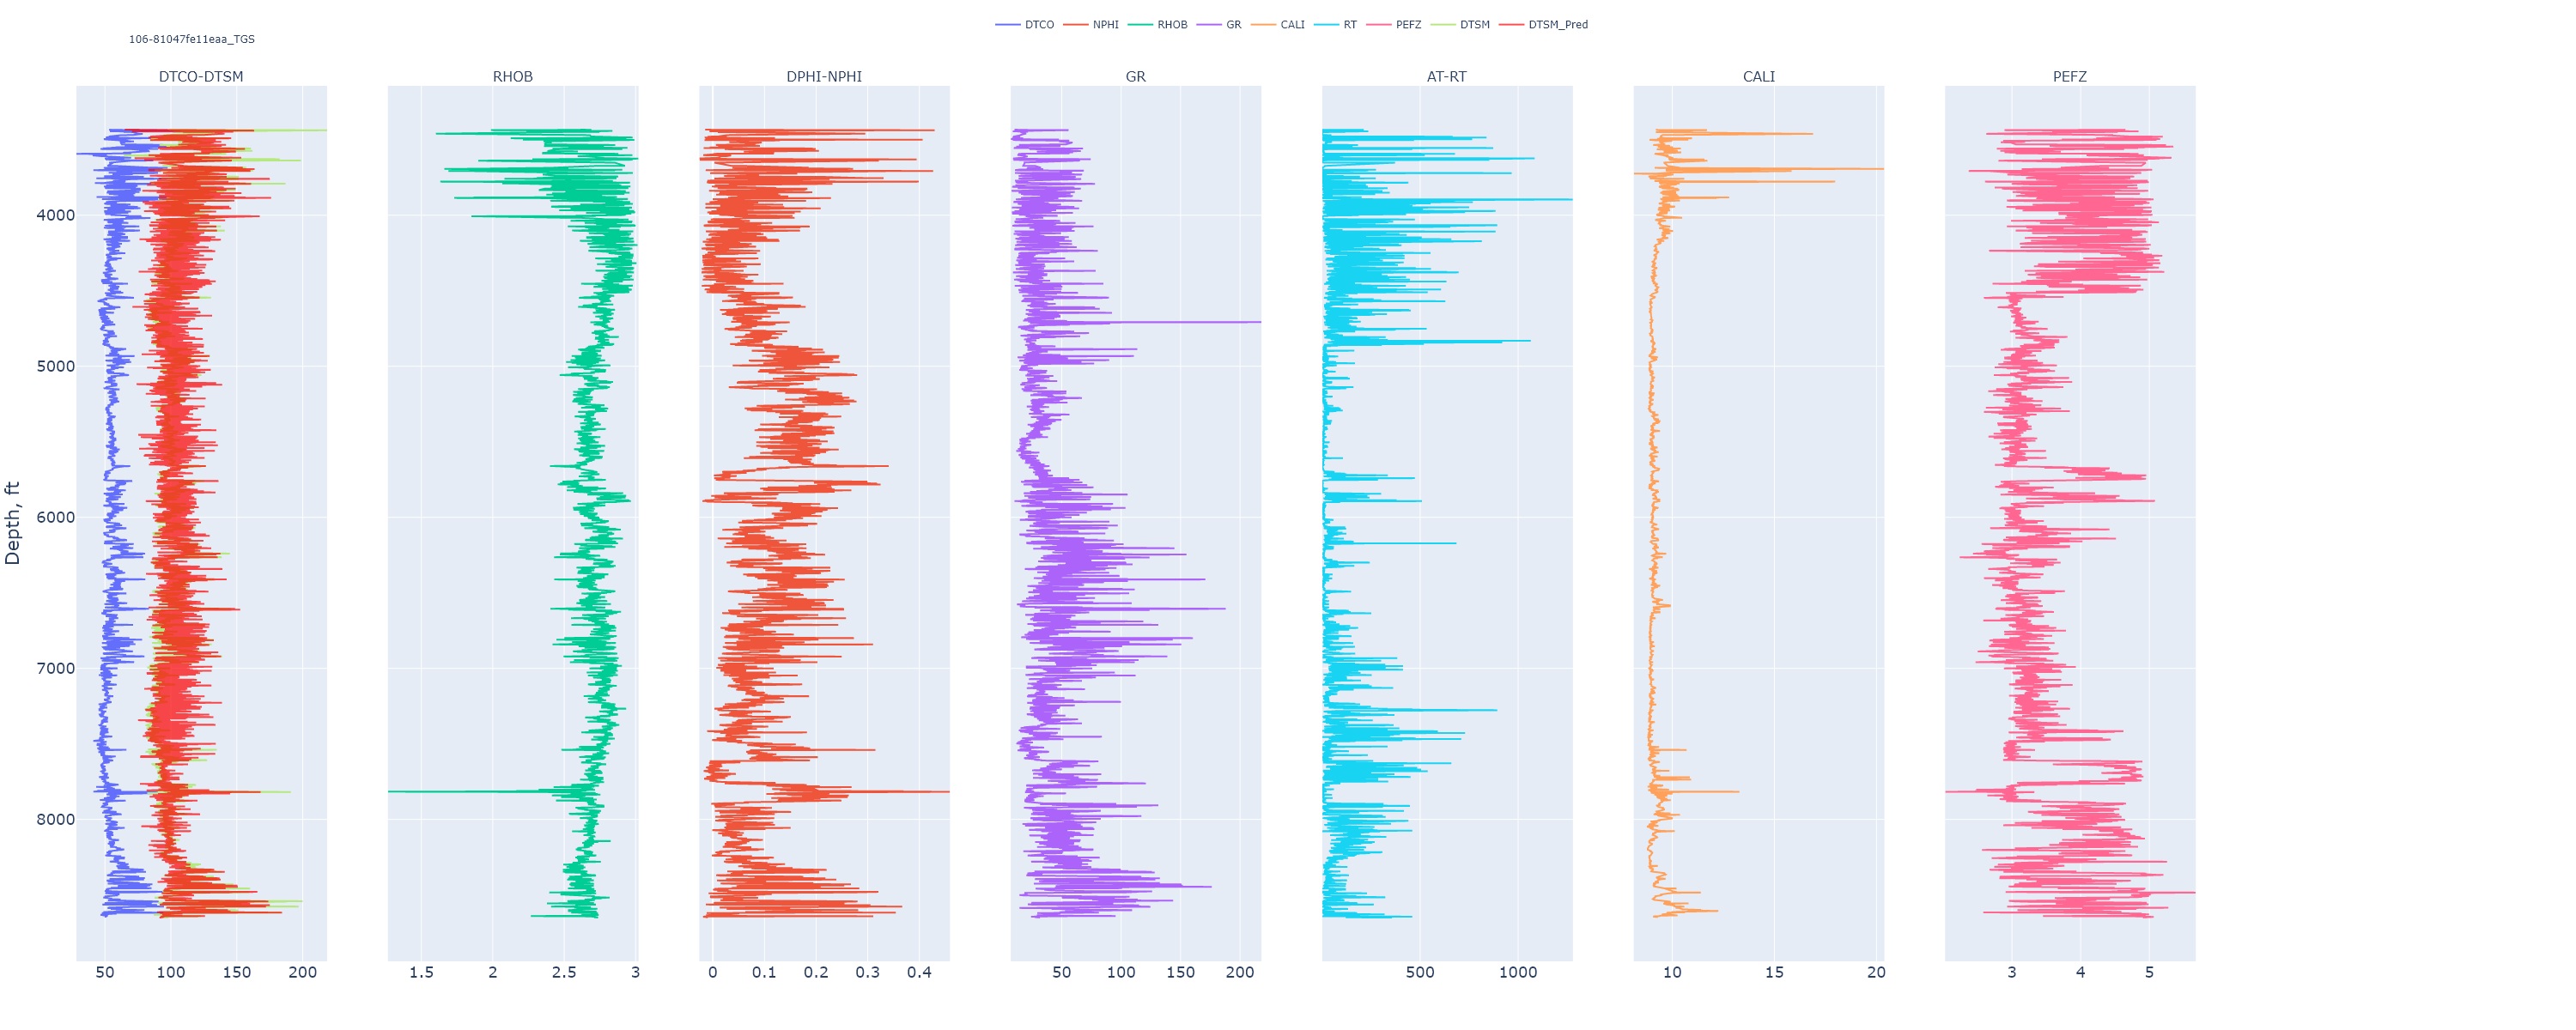 DTCO NPHI RHOB GR CALI RT PEFZ DTSM DTSM_Pred
106-81047fe11eaa_TGS
DTCO-DTSM RHOB DPHI-NPHI GR AT-RT CALI PEFZ
Depth, ft
4000
5000
6000
7000
8000
50 100 150 200 1.5 2 2.5 3 0 0.1 0.2 0.3 0.4 50 100 150 200 500 1000 10 15 20 3 4 5